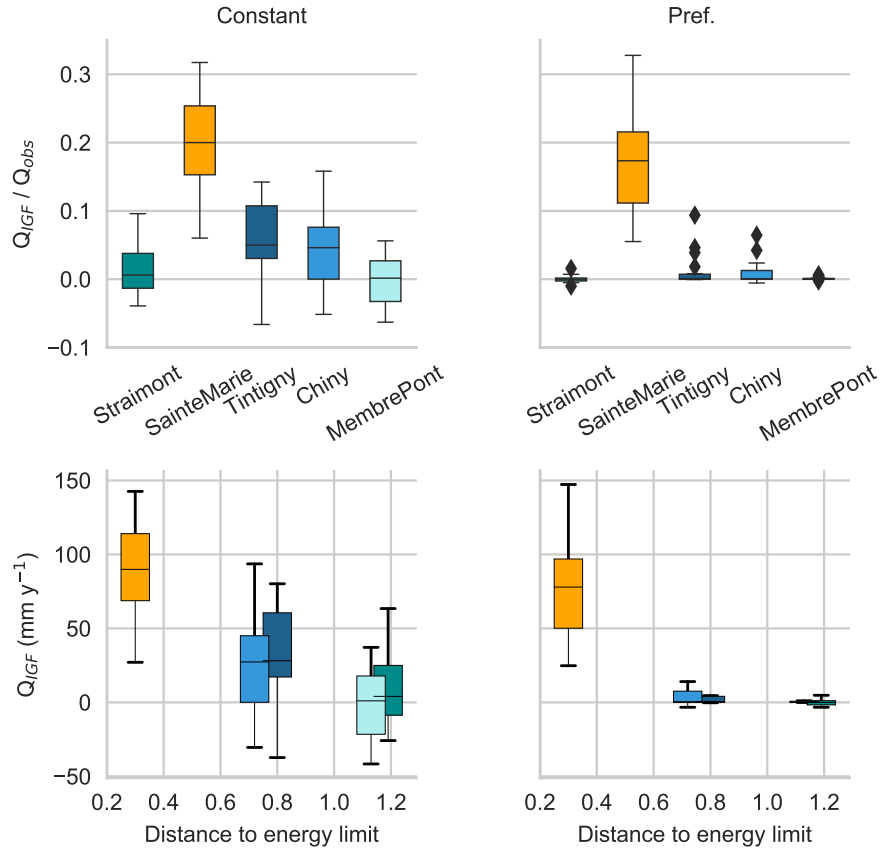 Constant
Pref.
Q_IGF / Q_obs
0.3
0.2
0.1
0.0
−0.1
Straimont
SainteMarie
Tintigny
Chiny
MembrePont
Straimont
SainteMarie
Tintigny
Chiny
MembrePont
Q_IGF (mm y⁻¹)
150
100
50
0
−50
0.2 0.4 0.6 0.8 1.0 1.2
Distance to energy limit
0.2 0.4 0.6 0.8 1.0 1.2
Distance to energy limit